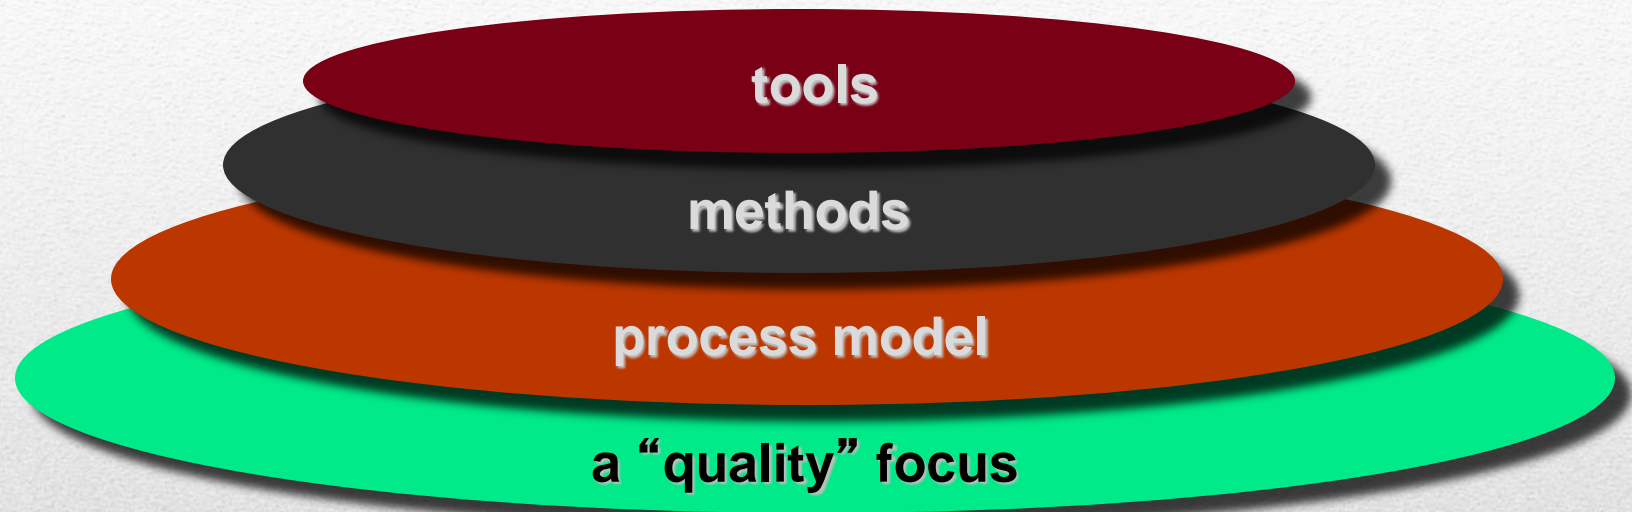 tools
methods
process model
a “quality” focus